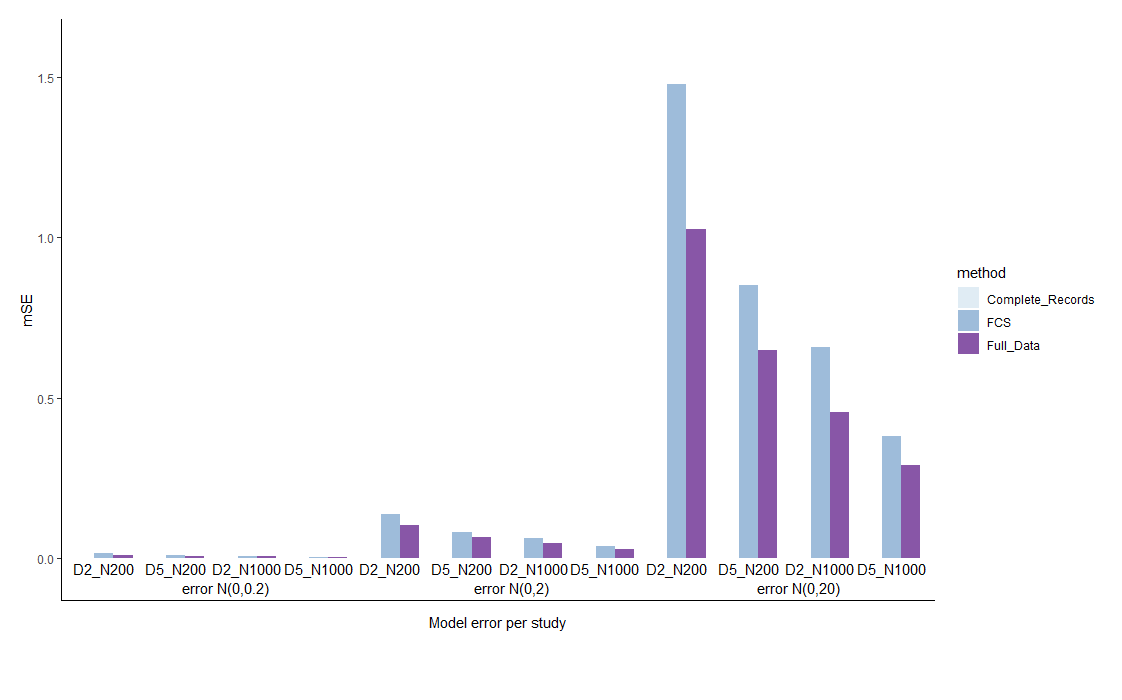 1.5
1.0
0.5
0.0
mSE
D2_N200 D5_N200 D2_N1000 D5_N1000 D2_N200 D5_N200 D2_N1000 D5_N1000 D2_N200 D5_N200 D2_N1000 D5_N1000
error N(0,0.2) error N(0,2) error N(0,20)
Model error per study
method
Complete_Records
FCS
Full_Data